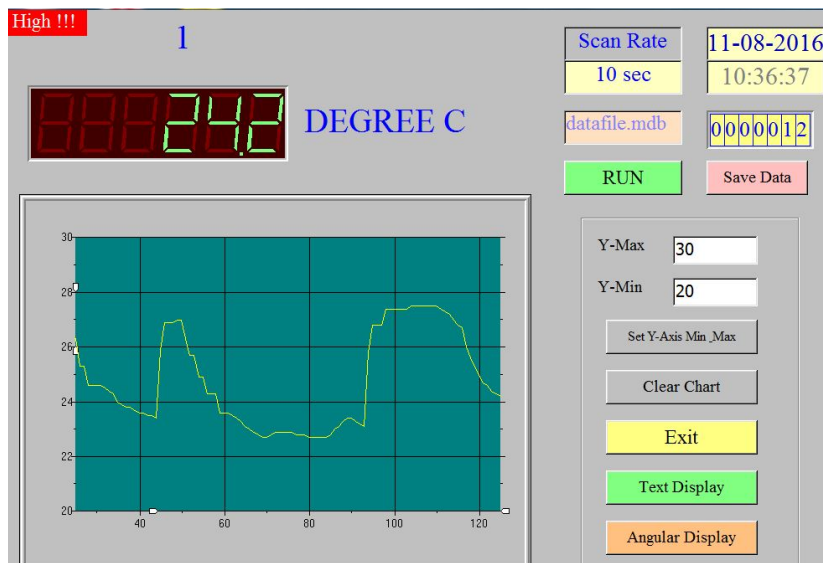 High !!!
1
Scan Rate
11-08-2016
10 sec
10:36:37
24.2
DEGREE C
datafile.mdb
0000012
RUN
Save Data
30
28
26
24
22
20
40
60
80
100
120
Y-Max
30
Y-Min
20
Set Y-Axis Min ,Max
Clear Chart
Exit
Text Display
Angular Display